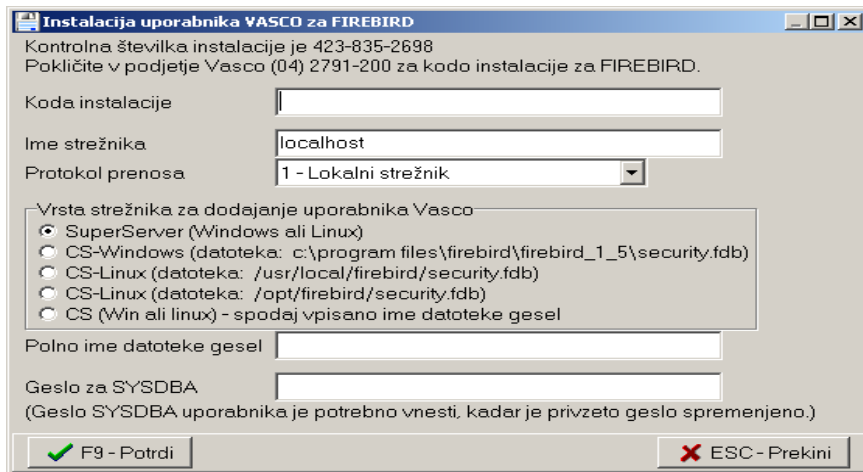 Instalacija uporabnika VASCO za FIREBIRD
Kontrolna številka instalacije je 423-835-2698
Pokličite v podjetje Vasco (04) 2791-200 za kodo instalacije za FIREBIRD.
Koda instalacije
Ime strežnika localhost
Protokol prenosa 1 - Lokalni strežnik
Vrsta strežnika za dodajanje uporabnika Vasco
SuperServer (Windows ali Linux)
CS-Windows (datoteka: c:\program files\firebird\firebird_1_5\security.fdb)
CS-Linux (datoteka: /usr/local/firebird/security.fdb)
CS-Linux (datoteka: /opt/firebird/security.fdb)
CS (Win ali linux) - spodaj vpisano ime datoteke gesel
Polno ime datoteke gesel
Geslo za SYSDBA
(Geslo SYSDBA uporabnika je potrebno vnesti, kadar je privzeto geslo spremenjeno.)
F9 - Potrdi ESC - Prekini